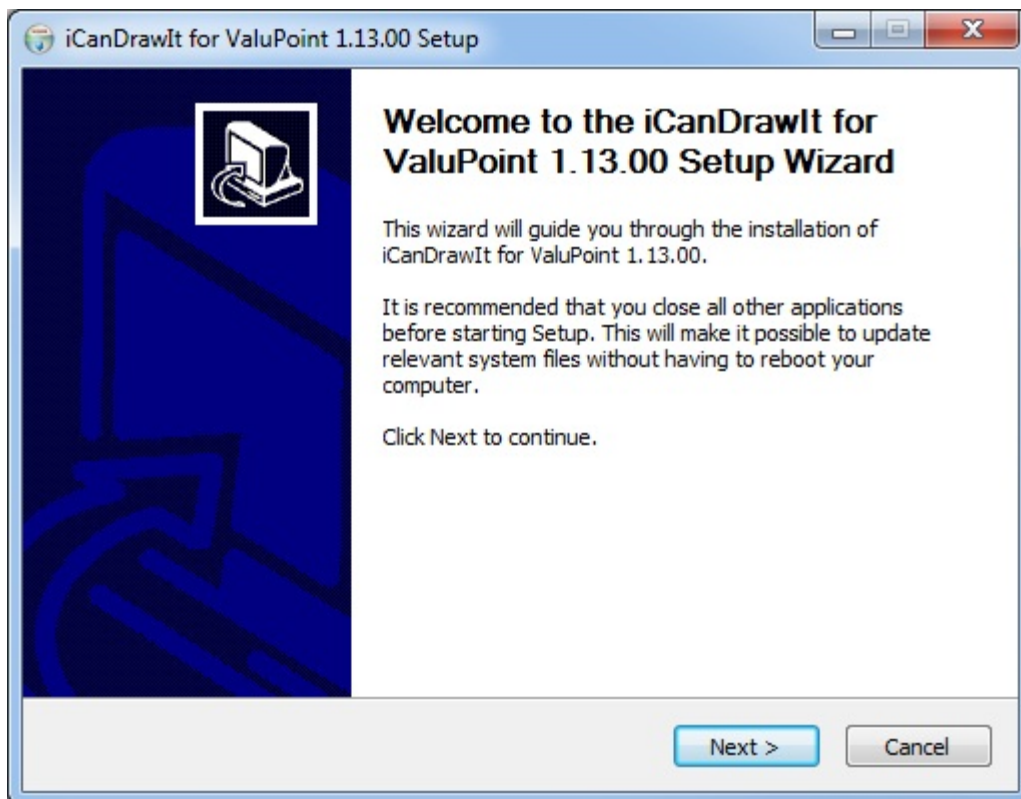 iCanDrawIt for ValuPoint 1.13.00 Setup
Welcome to the iCanDrawIt for
ValuPoint 1.13.00 Setup Wizard
This wizard will guide you through the installation of
iCanDrawIt for ValuPoint 1.13.00.
It is recommended that you close all other applications
before starting Setup. This will make it possible to update
relevant system files without having to reboot your
computer.
Click Next to continue.
Next >
Cancel